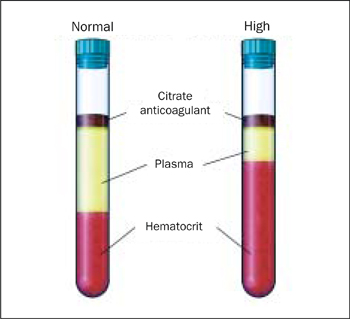 Normal
High
Citrate
anticoagulant
Plasma
Hematocrit